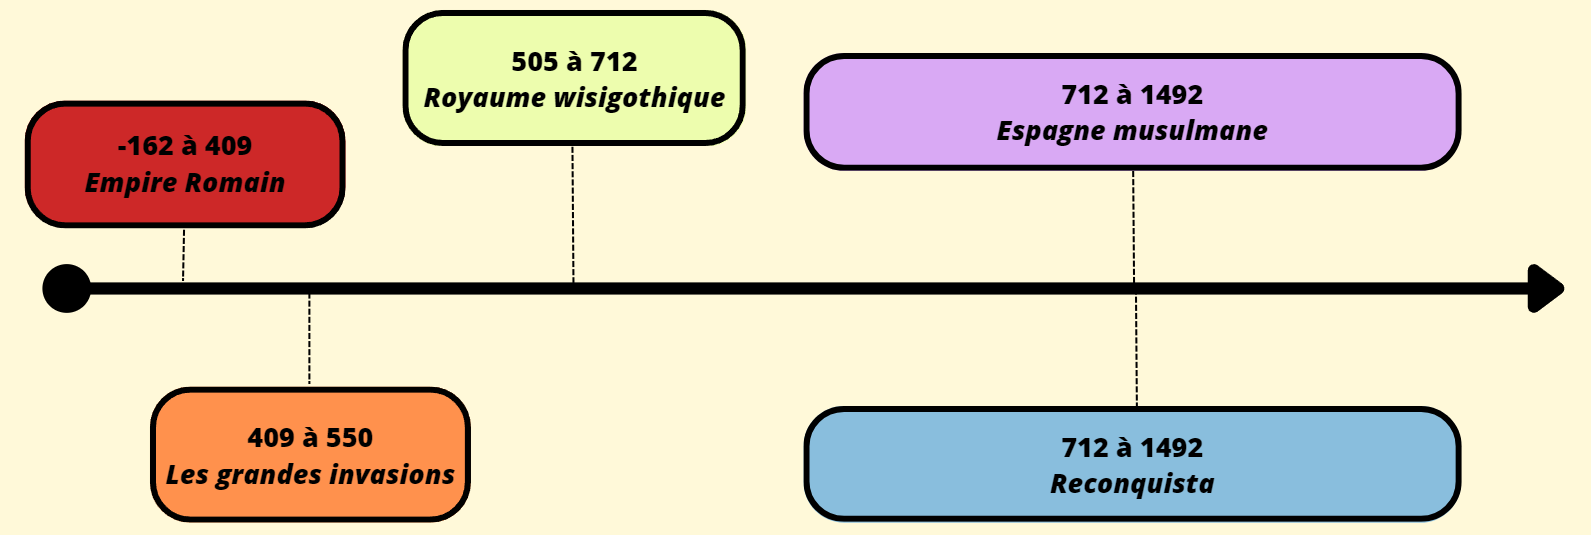 -162 à 409
Empire Romain
505 à 712
Royaume wisigothique
712 à 1492
Espagne musulmane
409 à 550
Les grandes invasions
712 à 1492
Reconquista